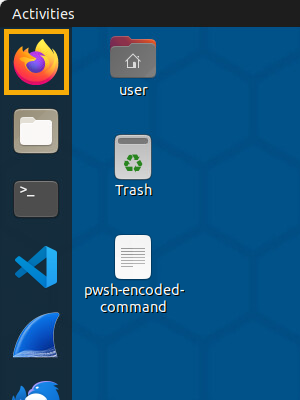 Activities
user
>_
Trash
pwsh-encoded-
command